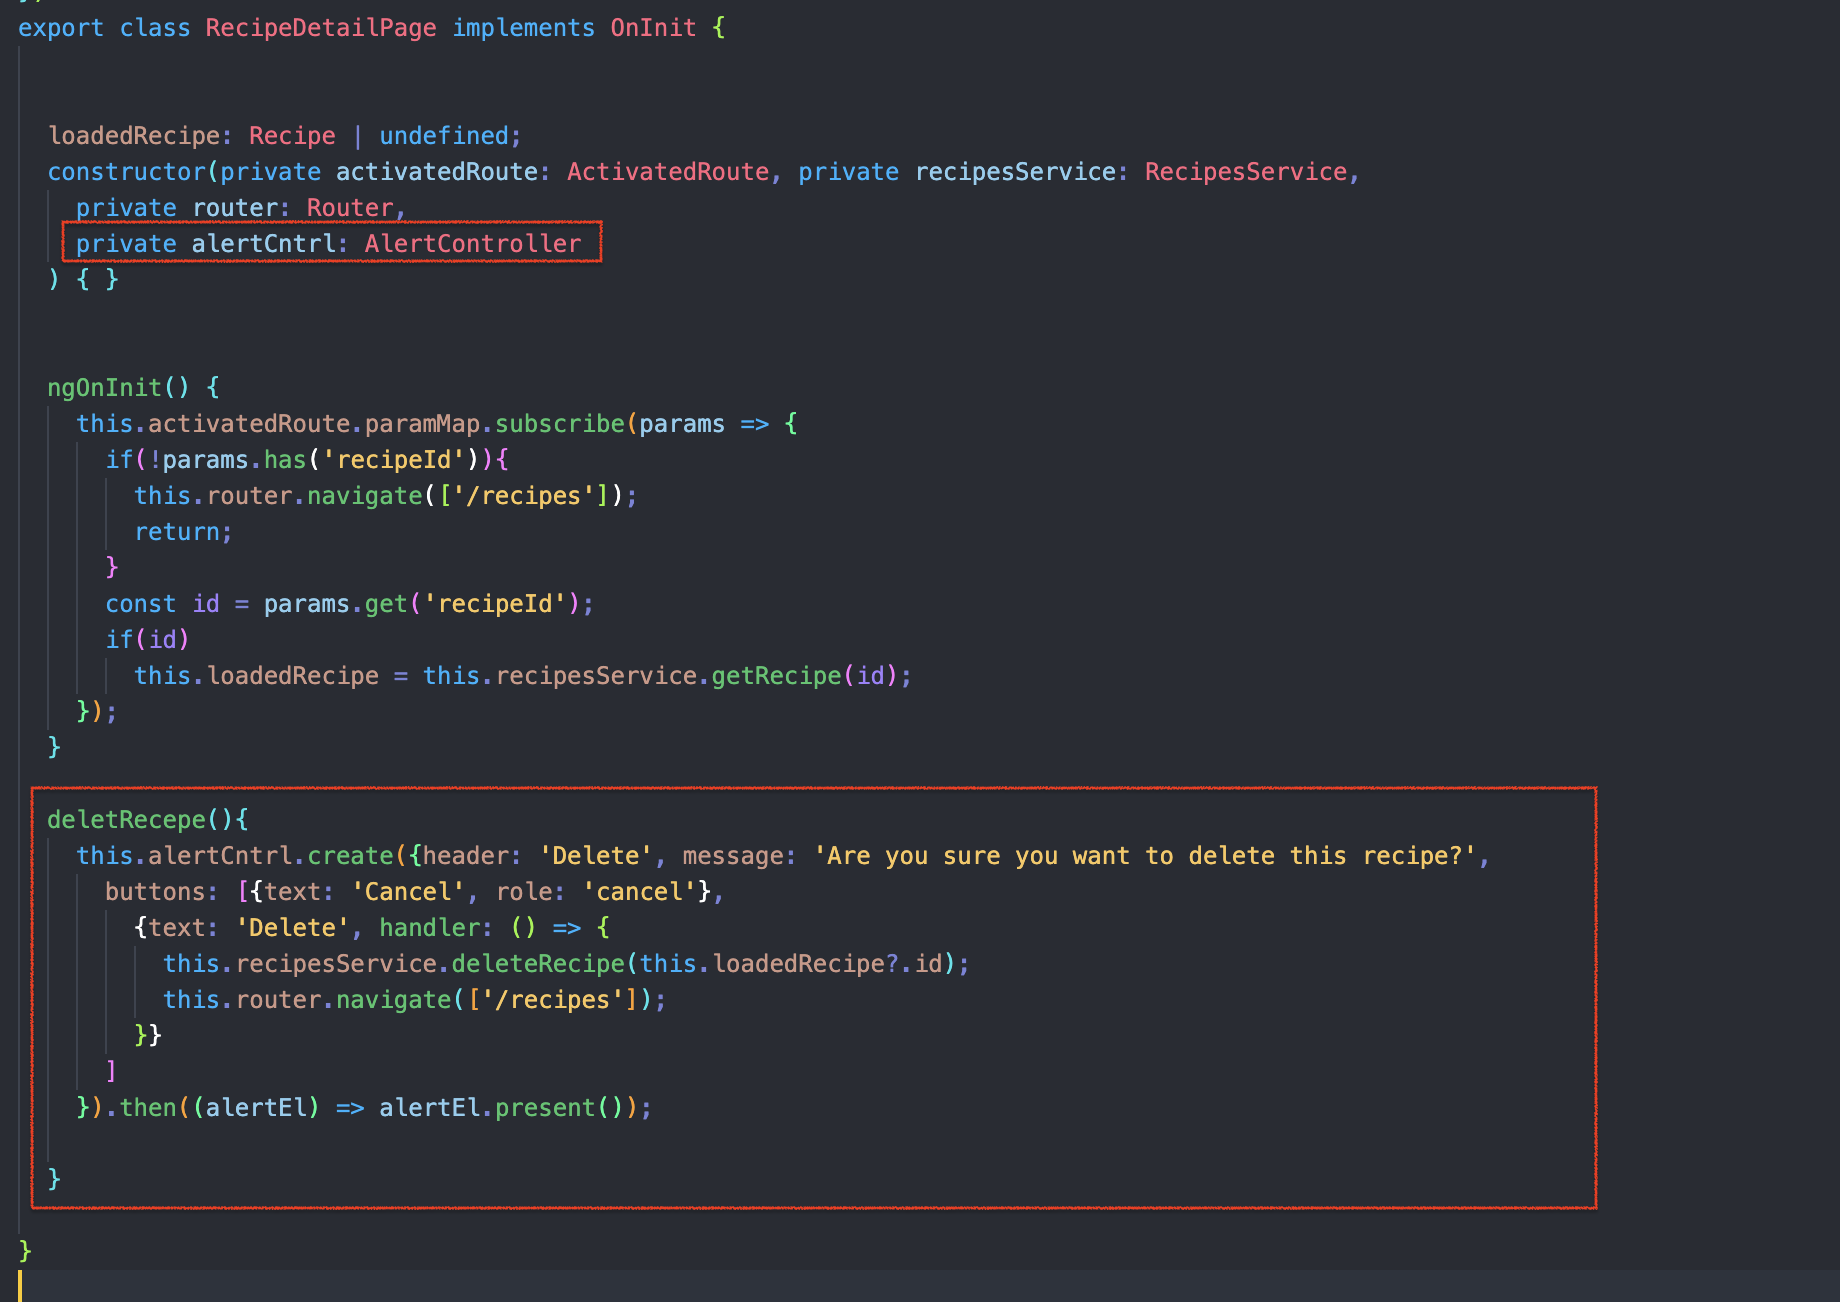 export class RecipeDetailPage implements OnInit {
loadedRecipe: Recipe | undefined;
constructor(private activatedRoute: ActivatedRoute, private recipesService: RecipesService,
private router: Router,
private alertCntrl: AlertController
) { }
ngOnInit() {
this.activatedRoute.paramMap.subscribe(params => {
if(!params.has('recipeId')){
this.router.navigate(['/recipes']);
return;
}
const id = params.get('recipeId');
if(id)
this.loadedRecipe = this.recipesService.getRecipe(id);
});
}
deletRecepe(){
this.alertCntrl.create({header: 'Delete', message: 'Are you sure you want to delete this recipe?',
buttons: [{text: 'Cancel', role: 'cancel'},
{text: 'Delete', handler: () => {
this.recipesService.deleteRecipe(this.loadedRecipe?.id);
this.router.navigate(['/recipes']);
}}
]
}).then((alertEl) => alertEl.present());
}
}